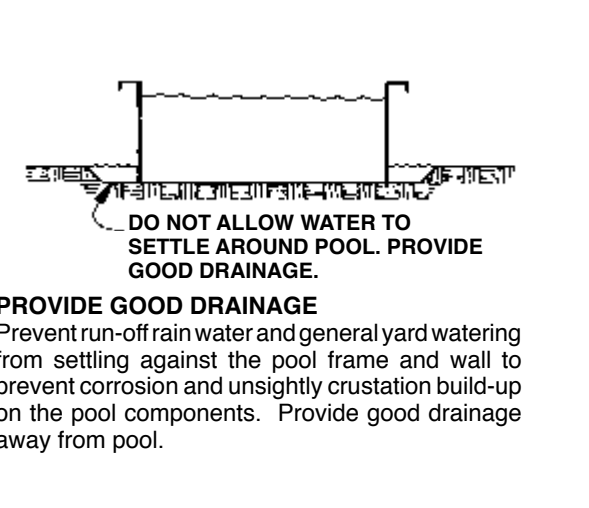 DO NOT ALLOW WATER TO
SETTLE AROUND POOL. PROVIDE
GOOD DRAINAGE.
PROVIDE GOOD DRAINAGE
Prevent run-off rain water and general yard watering
from settling against the pool frame and wall to
prevent corrosion and unsightly crustation build-up
on the pool components. Provide good drainage
away from pool.